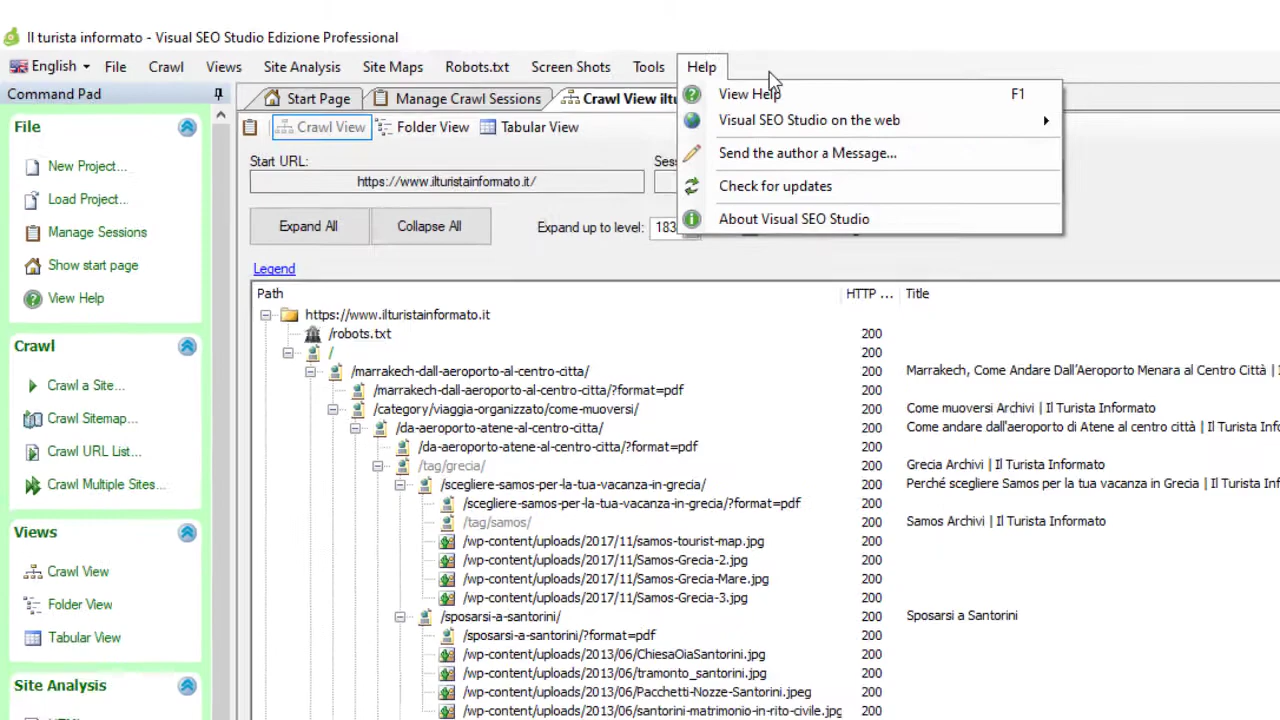 Il turista informato - Visual SEO Studio Edizione Professional
English File Crawl Views Site Analysis Site Maps Robots.txt Screen Shots Tools Help
Command Pad
Start Page Manage Crawl Sessions Crawl View iltu
View Help F1
Visual SEO Studio on the web
Send the author a Message...
Check for updates
About Visual SEO Studio
File
New Project...
Load Project...
Manage Sessions
Show start page
View Help
Crawl
Crawl a Site...
Crawl Sitemap...
Crawl URL List...
Crawl Multiple Sites...
Views
Crawl View
Folder View
Tabular View
Site Analysis
Crawl View Folder View Tabular View
Start URL: Ses
https://www.ilturistainformato.it/
Expand All Collapse All Expand up to level: 183
Legend
Path HTTP ... Title
https://www.ilturistainformato.it
/robots.txt 200
/ 200
/marrakech-dall-aeroporto-al-centro-citta/ 200 Marrakech, Come Andare Dall'Aeroporto Menara al Centro Città | I
/marrakech-dall-aeroporto-al-centro-citta/?format=pdf 200
/category/viaggia-organizzato/come-muoversi/ 200 Come muoversi Archivi | Il Turista Informato
/da-aeroporto-atene-al-centro-citta/ 200 Come andare dall'aeroporto di Atene al centro città | Il Turista Info
/da-aeroporto-atene-al-centro-citta/?format=pdf 200
/tag/grecia/ 200 Grecia Archivi | Il Turista Informato
/scegliere-samos-per-la-tua-vacanza-in-grecia/ 200 Perché scegliere Samos per la tua vacanza in Grecia | Il Turista Inf
/scegliere-samos-per-la-tua-vacanza-in-grecia/?format=pdf 200
/tag/samos/ 200 Samos Archivi | Il Turista Informato
/wp-content/uploads/2017/11/samos-tourist-map.jpg 200
/wp-content/uploads/2017/11/Samos-Grecia-2.jpg 200
/wp-content/uploads/2017/11/Samos-Grecia-Mare.jpg 200
/wp-content/uploads/2017/11/Samos-Grecia-3.jpg 200
/sposarsi-a-santorini/ 200 Sposarsi a Santorini
/sposarsi-a-santorini/?format=pdf 200
/wp-content/uploads/2013/06/ChiesaOiaSantorini.jpg 200
/wp-content/uploads/2013/06/tramonto_santorini.jpg 200
/wp-content/uploads/2013/06/Pacchetti-Nozze-Santorini.jpeg 200
/wp-content/uploads/2013/06/santorini-matrimonio-in-rito-civile.jpg 200